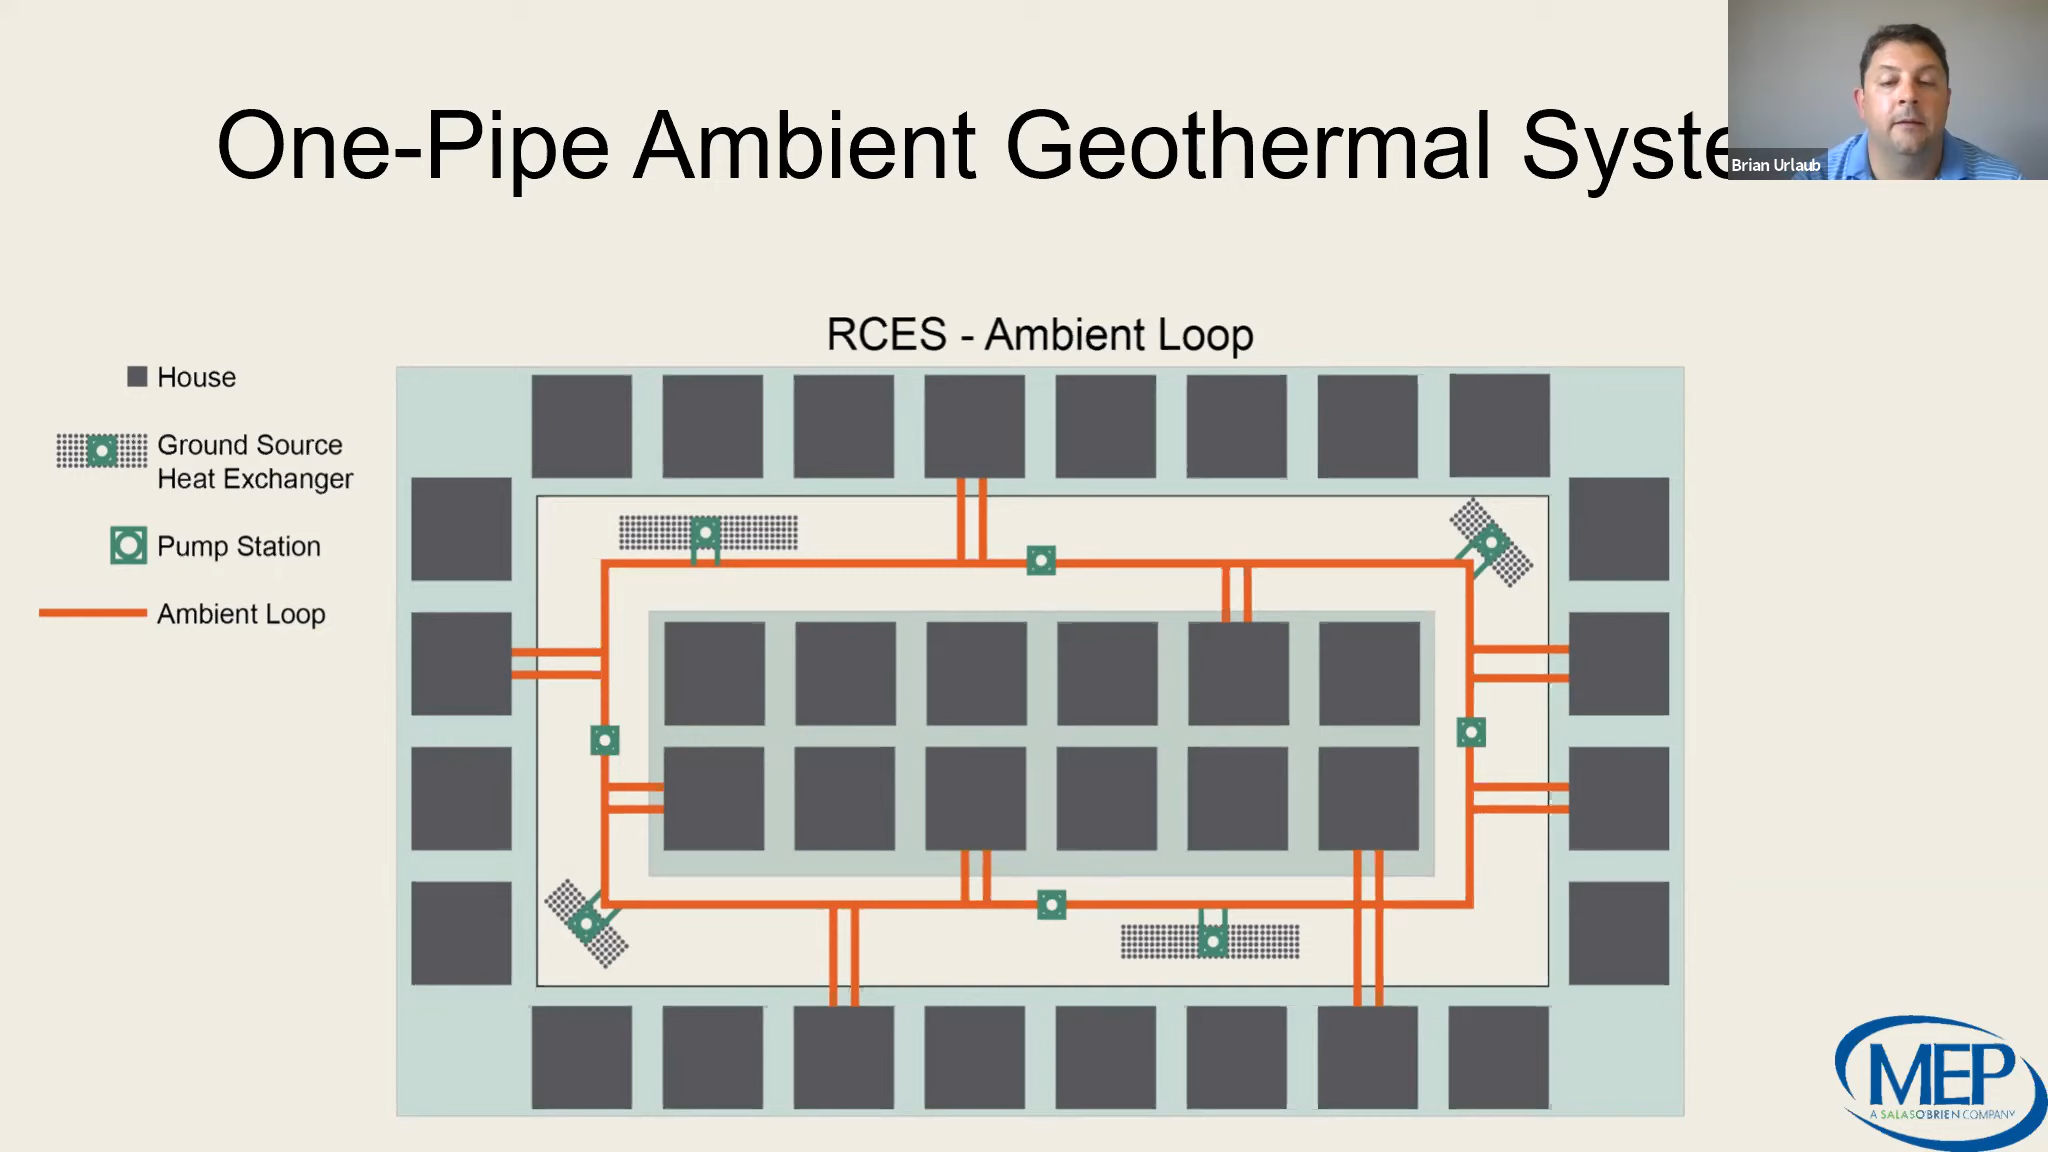 One-Pipe Ambient Geothermal Syste
Brian Urlaub
RCES - Ambient Loop
House
Ground Source
Heat Exchanger
Pump Station
Ambient Loop
MEP
A SALASOBRIEN COMPANY